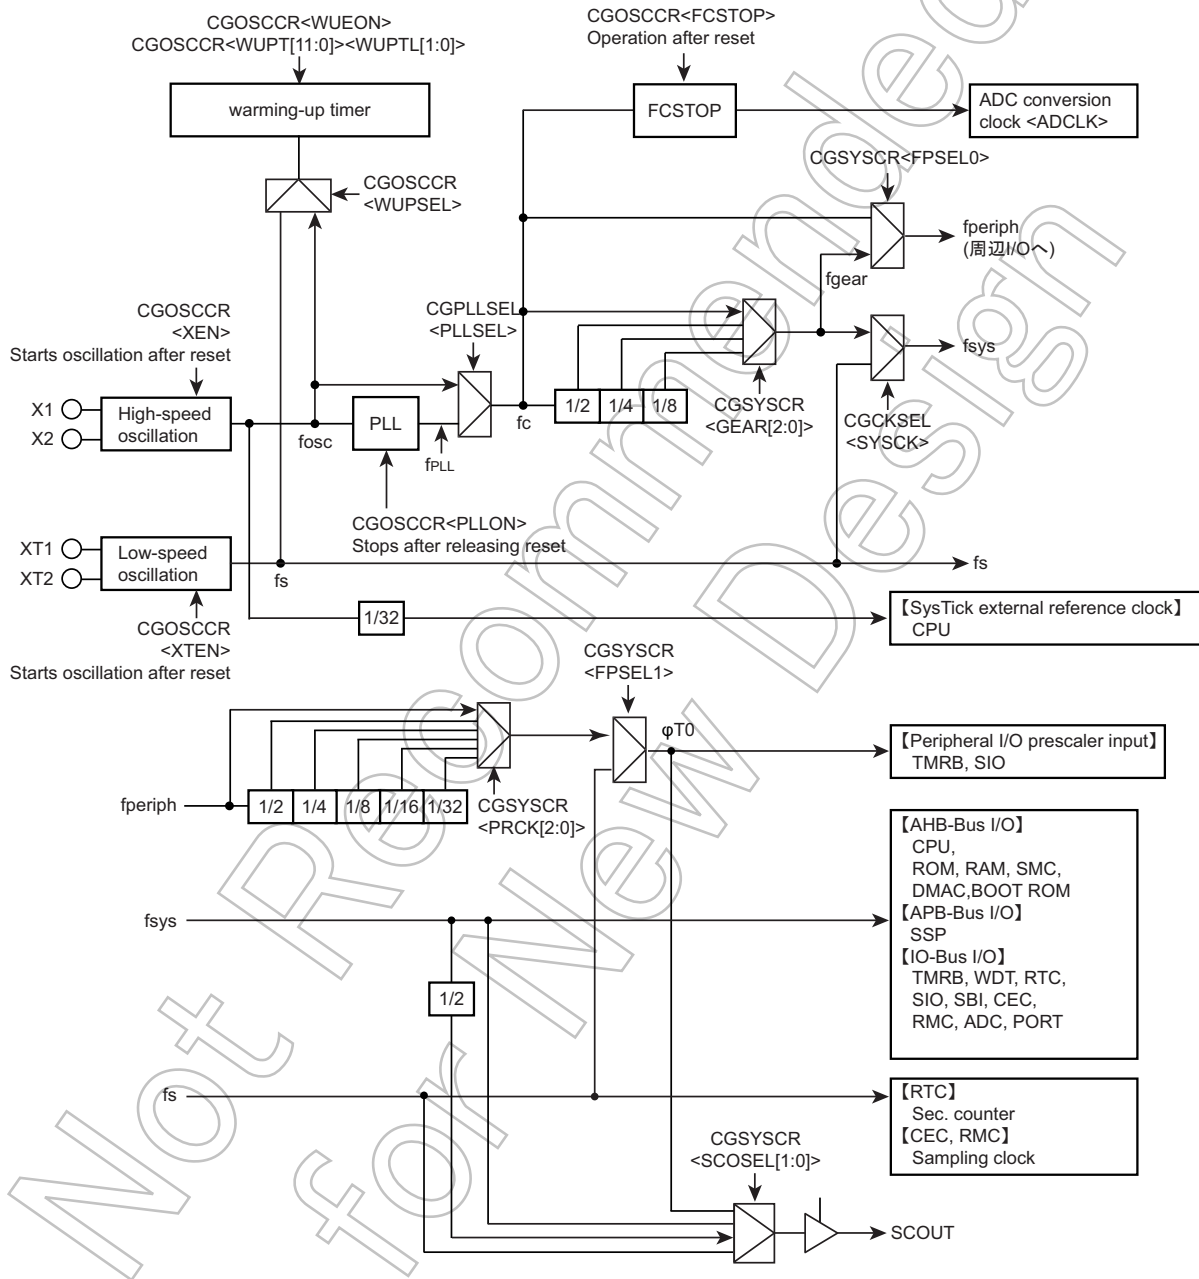 CGOSCCR<WUEON>
CGOSCCR<WUPT[11:0]><WUPTL[1:0]>
CGOSCCR<FCSTOP>
Operation after reset
warming-up timer
FCSTOP
ADC conversion
clock <ADCLK>
CGSYSCR<FPSEL0>
CGOSCCR
<WUPSEL>
fperiph
(周辺I/Oへ)
fgear
CGOSCCR
<XEN>
Starts oscillation after reset
CGPLLSEL
<PLLSEL>
fsys
X1
X2
High-speed
oscillation
fosc
PLL
fPLL
fc
1/2
1/4
1/8
CGSYSCR
<GEAR[2:0]>
CGCKSEL
<SYSCK>
CGOSCCR<PLLON>
Stops after releasing reset
XT1
XT2
Low-speed
oscillation
fs
fs
CGOSCCR
<XTEN>
Starts oscillation after reset
1/32
【SysTick external reference clock】
CPU
CGSYSCR
<FPSEL1>
φT0
【Peripheral I/O prescaler input】
TMRB, SIO
fperiph
1/2
1/4
1/8
1/16
1/32
CGSYSCR
<PRCK[2:0]>
【AHB-Bus I/O】
CPU,
ROM, RAM, SMC,
DMAC,BOOT ROM
【APB-Bus I/O】
SSP
【IO-Bus I/O】
TMRB, WDT, RTC,
SIO, SBI, CEC,
RMC, ADC, PORT
fsys
1/2
fs
【RTC】
Sec. counter
【CEC, RMC】
Sampling clock
CGSYSCR
<SCOSEL[1:0]>
SCOUT
Not Recommended
for New Design